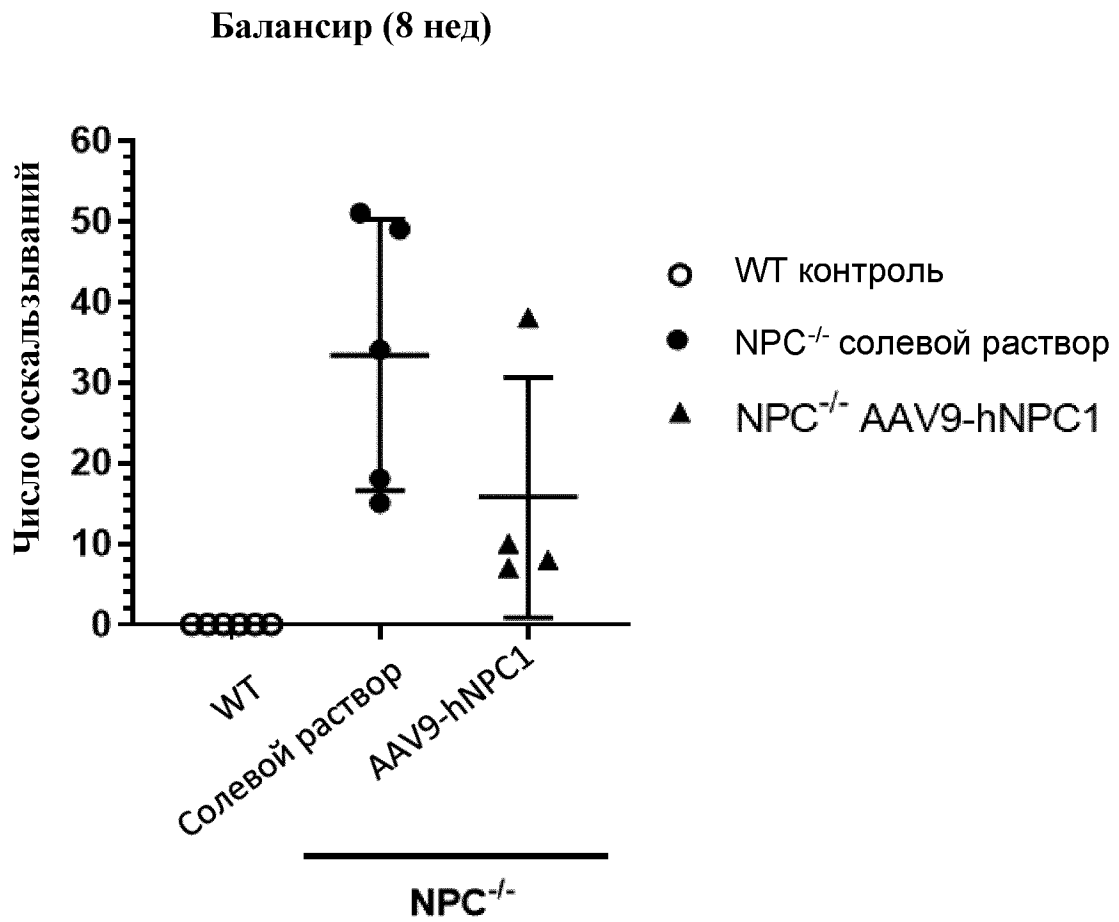 Балансир (8 нед)
Число соскальзываний
60
50
40
30
20
10
0
WT
Солевой раствор
AAV9-hNPC1
NPC-/-
WT контроль
NPC-/- солевой раствор
NPC-/- AAV9-hNPC1